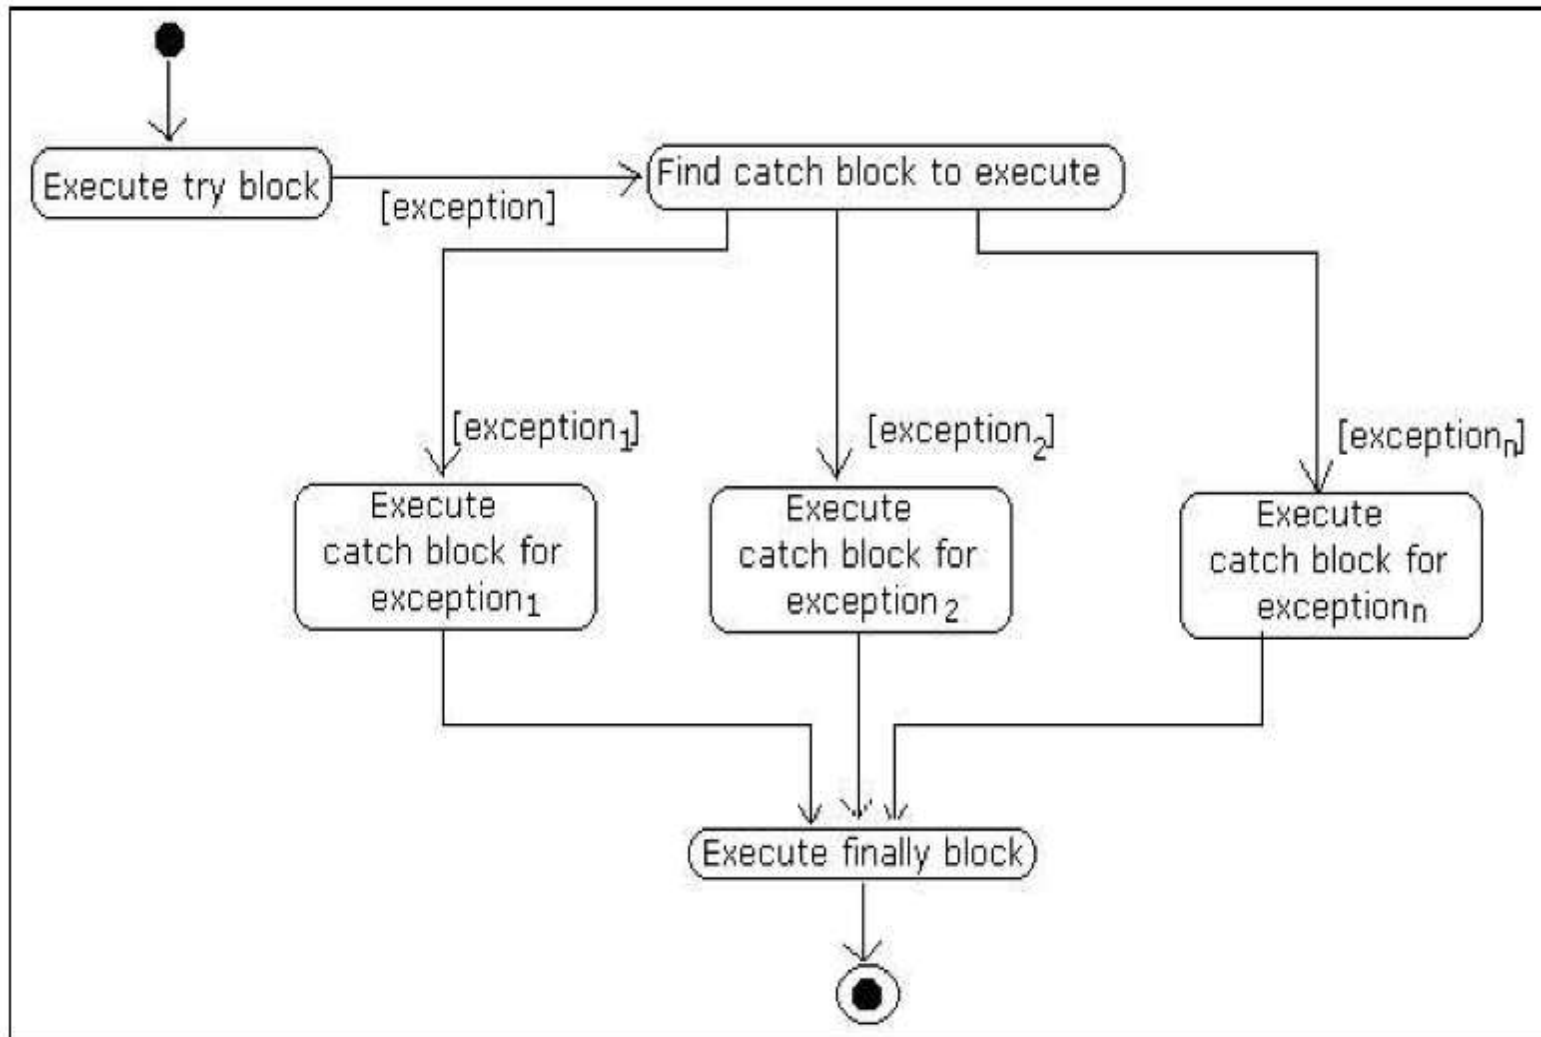 Execute try block
[exception]
Find catch block to execute
[exception₁]
[exception₂]
[exceptionₙ]
Execute
catch block for
exception₁
Execute
catch block for
exception₂
Execute
catch block for
exceptionₙ
Execute finally block